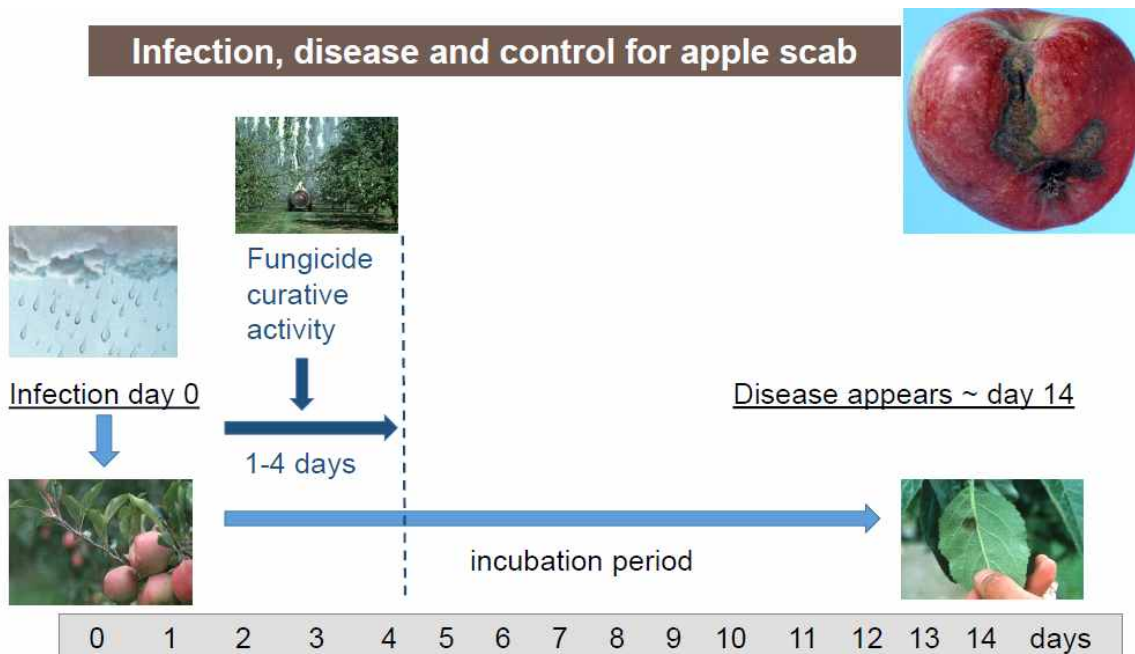 Infection, disease and control for apple scab
Fungicide
curative
activity
Infection day 0
Disease appears ~ day 14
1-4 days
incubation period
0 1 2 3 4 5 6 7 8 9 10 11 12 13 14 days